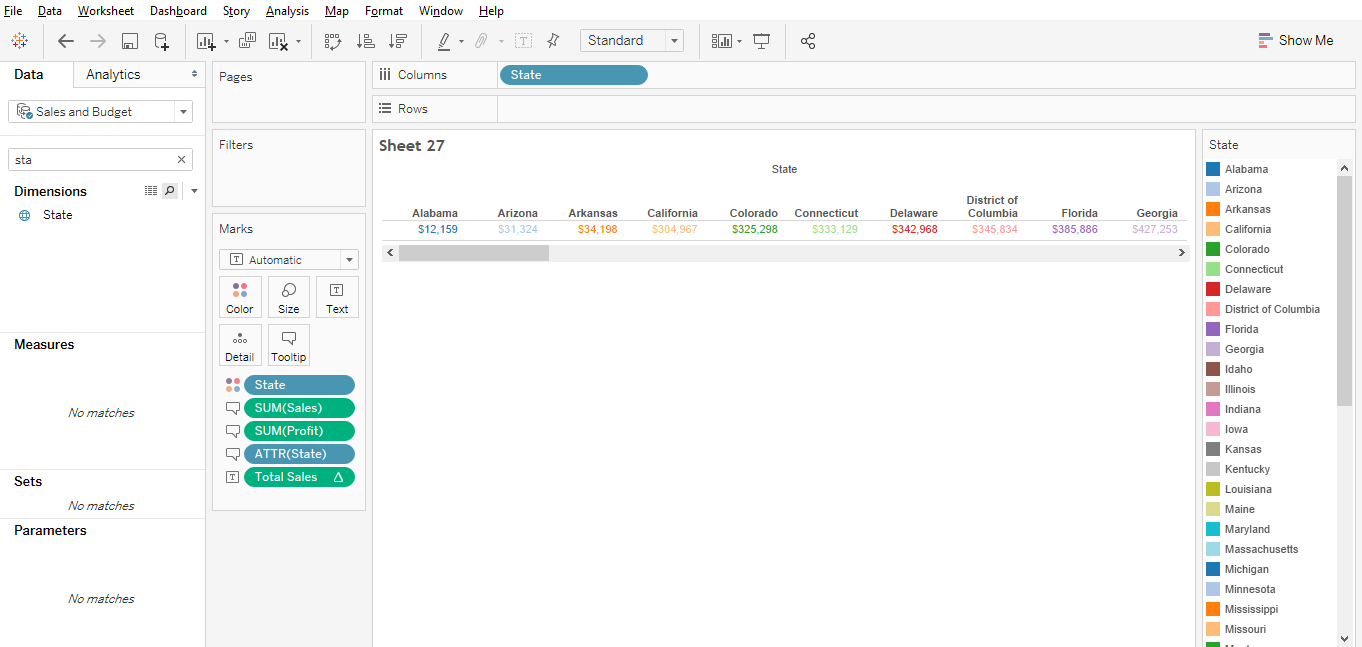 File Data Worksheet Dashboard Story Analysis Map Format Window Help
Standard
Show Me
Data Analytics
Sales and Budget
sta
Dimensions
State
Measures
No matches
Sets
No matches
Parameters
No matches
Pages
Filters
Marks
T Automatic
Color Size Text
Detail Tooltip
State
SUM(Sales)
SUM(Profit)
ATTR(State)
T Total Sales Δ
Columns State
Rows
Sheet 27
State
Alabama Arizona Arkansas California Colorado Connecticut Delaware District of Columbia Florida Georgia
$12,159 $31,324 $34,198 $304,967 $325,298 $333,129 $342,968 $345,834 $385,886 $427,253
State
Alabama
Arizona
Arkansas
California
Colorado
Connecticut
Delaware
District of Columbia
Florida
Georgia
Idaho
Illinois
Indiana
Iowa
Kansas
Kentucky
Louisiana
Maine
Maryland
Massachusetts
Michigan
Minnesota
Mississippi
Missouri